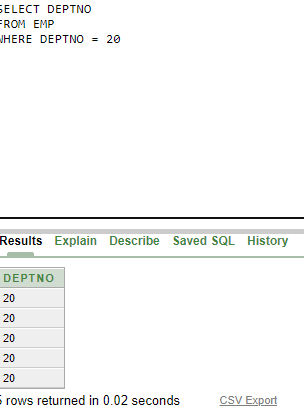 SELECT DEPTNO
FROM EMP
WHERE DEPTNO = 20
Results Explain Describe Saved SQL History
DEPTNO
20
20
20
20
20
5 rows returned in 0.02 seconds CSV Export